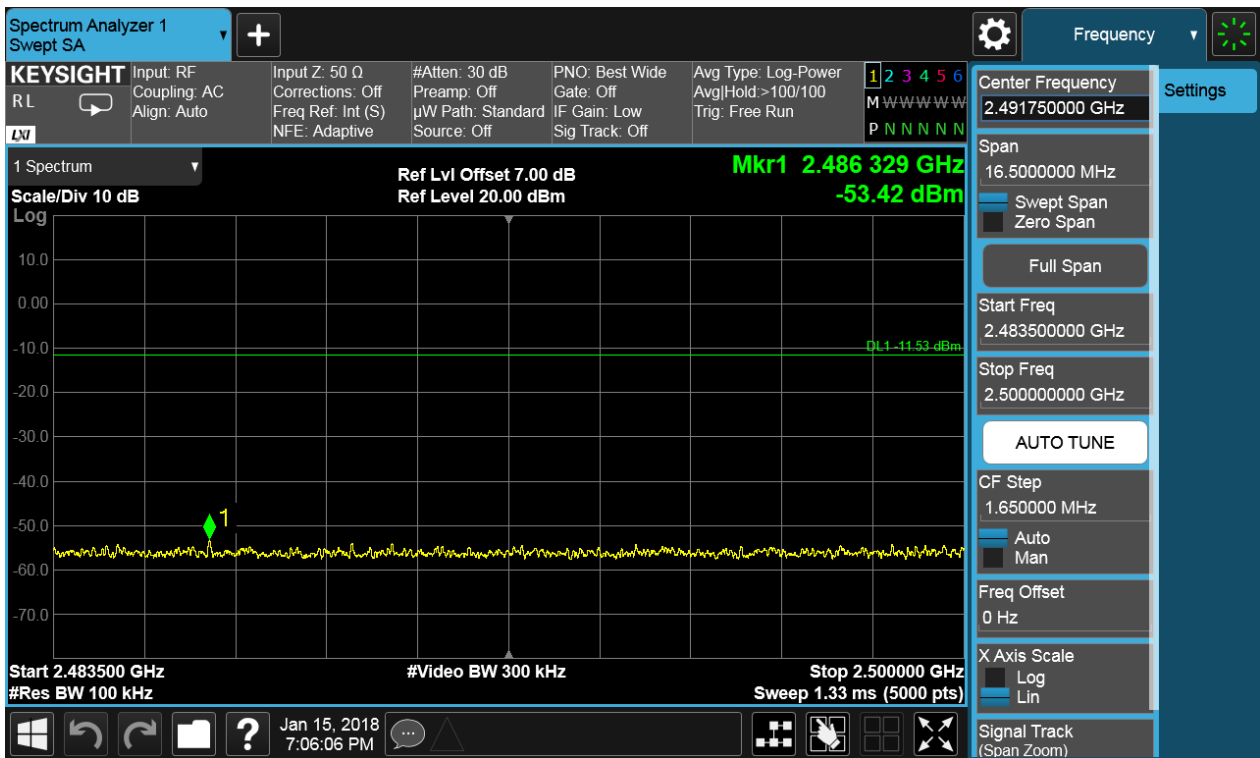 Spectrum Analyzer 1
Swept SA
+
Frequency
KEYSIGHT
RL
LXI
Input: RF
Coupling: AC
Align: Auto
Input Z: 50 Ω
Corrections: Off
Freq Ref: Int (S)
NFE: Adaptive
#Atten: 30 dB
Preamp: Off
µW Path: Standard
Source: Off
PNO: Best Wide
Gate: Off
IF Gain: Low
Sig Track: Off
Avg Type: Log-Power
Avg|Hold:>100/100
Trig: Free Run
1 2 3 4 5 6
M W W W W W
P N N N N N
1 Spectrum
Scale/Div 10 dB
Ref Lvl Offset 7.00 dB
Ref Level 20.00 dBm
Mkr1 2.486 329 GHz
-53.42 dBm
Log
10.0
0.00
-10.0
-20.0
-30.0
-40.0
-50.0
-60.0
-70.0
DL1 -11.53 dBm
1
Start 2.483500 GHz
#Res BW 100 kHz
#Video BW 300 kHz
Stop 2.500000 GHz
Sweep 1.33 ms (5000 pts)
Center Frequency
2.491750000 GHz
Settings
Span
16.5000000 MHz
Swept Span
Zero Span
Full Span
Start Freq
2.483500000 GHz
Stop Freq
2.500000000 GHz
AUTO TUNE
CF Step
1.650000 MHz
Auto
Man
Freq Offset
0 Hz
X Axis Scale
Log
Lin
Signal Track
(Span Zoom)
?
Jan 15, 2018
7:06:06 PM